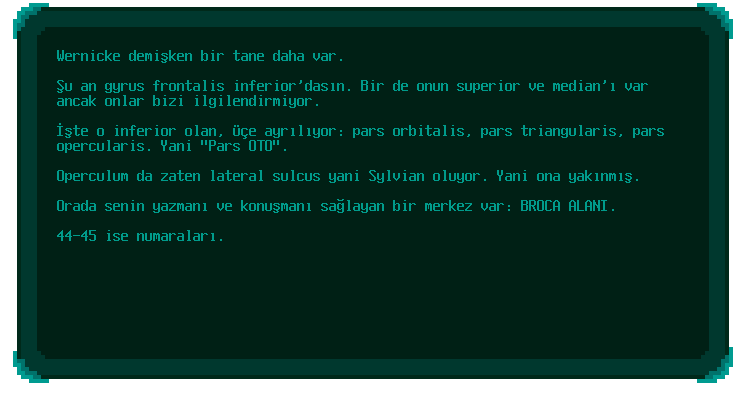 Wernicke demişken bir tane daha var.
Şu an gyrus frontalis inferior'dasın. Bir de onun superior ve median'ı var
ancak onlar bizi ilgilendirmiyor.
İşte o inferior olan, üçe ayrılıyor: pars orbitalis, pars triangularis, pars
opercularis. Yani "Pars OTO".
Operculum da zaten lateral sulcus yani Sylvian oluyor. Yani ona yakınmış.
Orada senin yazmanı ve konuşmanı sağlayan bir merkez var: BROCA ALANI.
44-45 ise numaraları.